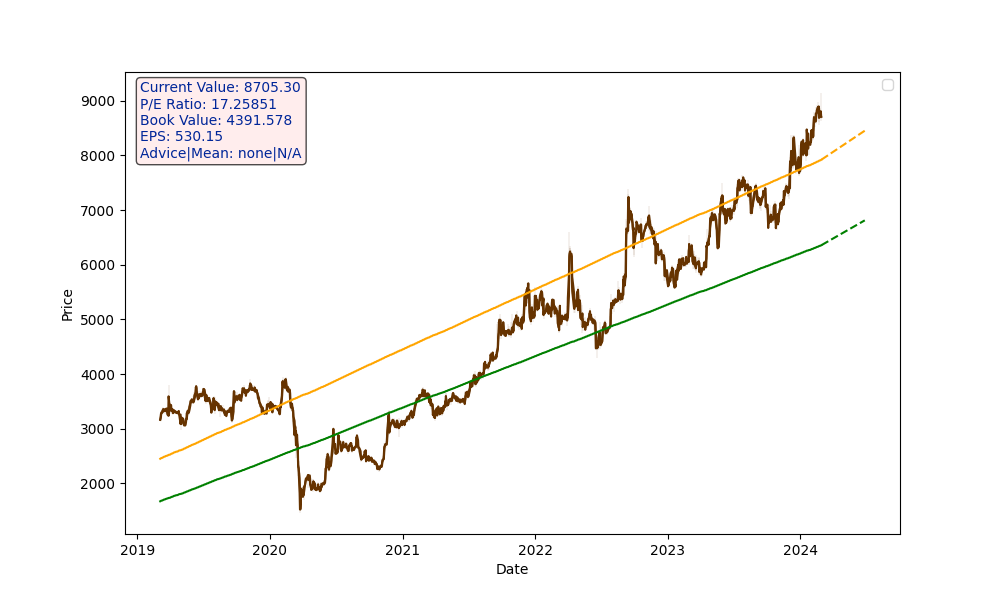 Current Value: 8705.30
P/E Ratio: 17.25851
Book Value: 4391.578
EPS: 530.15
Advice|Mean: none|N/A
9000
8000
7000
6000
5000
4000
3000
2000
Price
2019 2020 2021 2022 2023 2024
Date